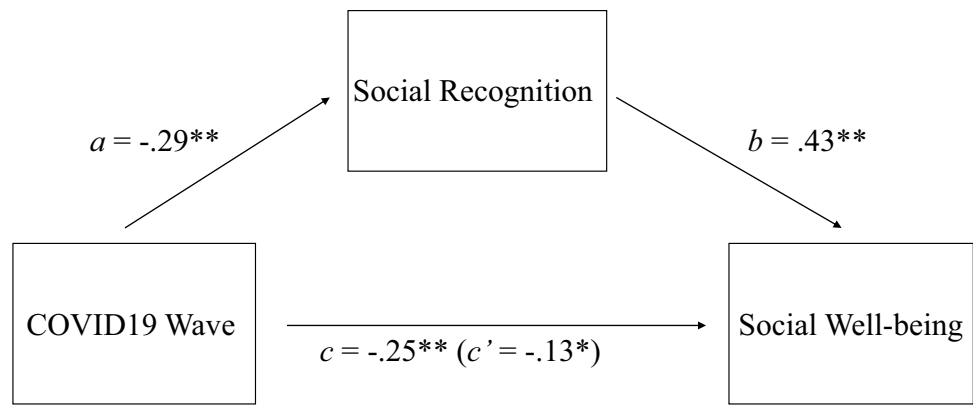 Social Recognition
a = -.29**
b = .43**
COVID19 Wave
Social Well-being
c = -.25** (c’ = -.13*)